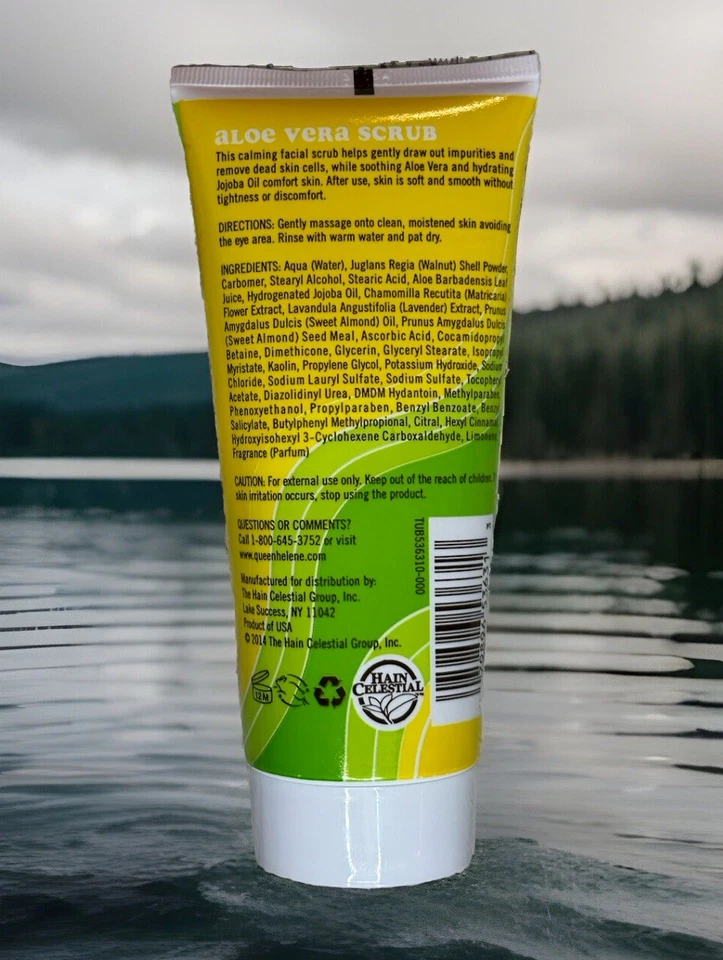 aLoe vera scrub
This calming facial scrub helps gently draw out impurities and
remove dead skin cells, while soothing Aloe Vera and hydrating
Jojoba Oil comfort skin. After use, skin is soft and smooth without
tightness or discomfort.
DIRECTIONS: Gently massage onto clean, moistened skin avoiding
the eye area. Rinse with warm water and pat dry.
INGREDIENTS: Aqua (Water), Juglans Regia (Walnut) Shell Powder,
Carbomer, Stearyl Alcohol, Stearic Acid, Aloe Barbadensis Leaf
Juice, Hydrogenated Jojoba Oil, Chamomilla Recutita (Matricaria)
Flower Extract, Lavandula Angustifolia (Lavender) Extract, Prunus
Amygdalus Dulcis (Sweet Almond) Oil, Prunus Amygdalus Dulcis
(Sweet Almond) Seed Meal, Ascorbic Acid, Cocamidopropyl
Betaine, Dimethicone, Glycerin, Glyceryl Stearate, Isopropyl
Myristate, Kaolin, Propylene Glycol, Potassium Hydroxide, Sodium
Chloride, Sodium Lauryl Sulfate, Sodium Sulfate,
Acetate, Diazolidinyl Urea, DMDM Hydantoin, Methylparaben,
Phenoxyethanol, Propylparaben, Benzyl Benzoate,
Salicylate, Butylphenyl Methylpropional, Citral, Hexyl
Hydroxyisohexyl 3-Cyclohexene Carboxaldehyde,
Fragrance (Parfum)
CAUTION: For external use only. Keep out of the reach of children.
skin irritation occurs, stop using the product.
QUESTIONS OR COMMENTS?
Call 1-800-645-3752 or visit
www.queenhelene.com
Manufactured for distribution by:
The Hain Celestial Group, Inc.
Lake Success, NY 11042
Product of USA
© 2014 The Hain Celestial Group, Inc.
TUB536310-000
12M
HAIN
CELESTIAL